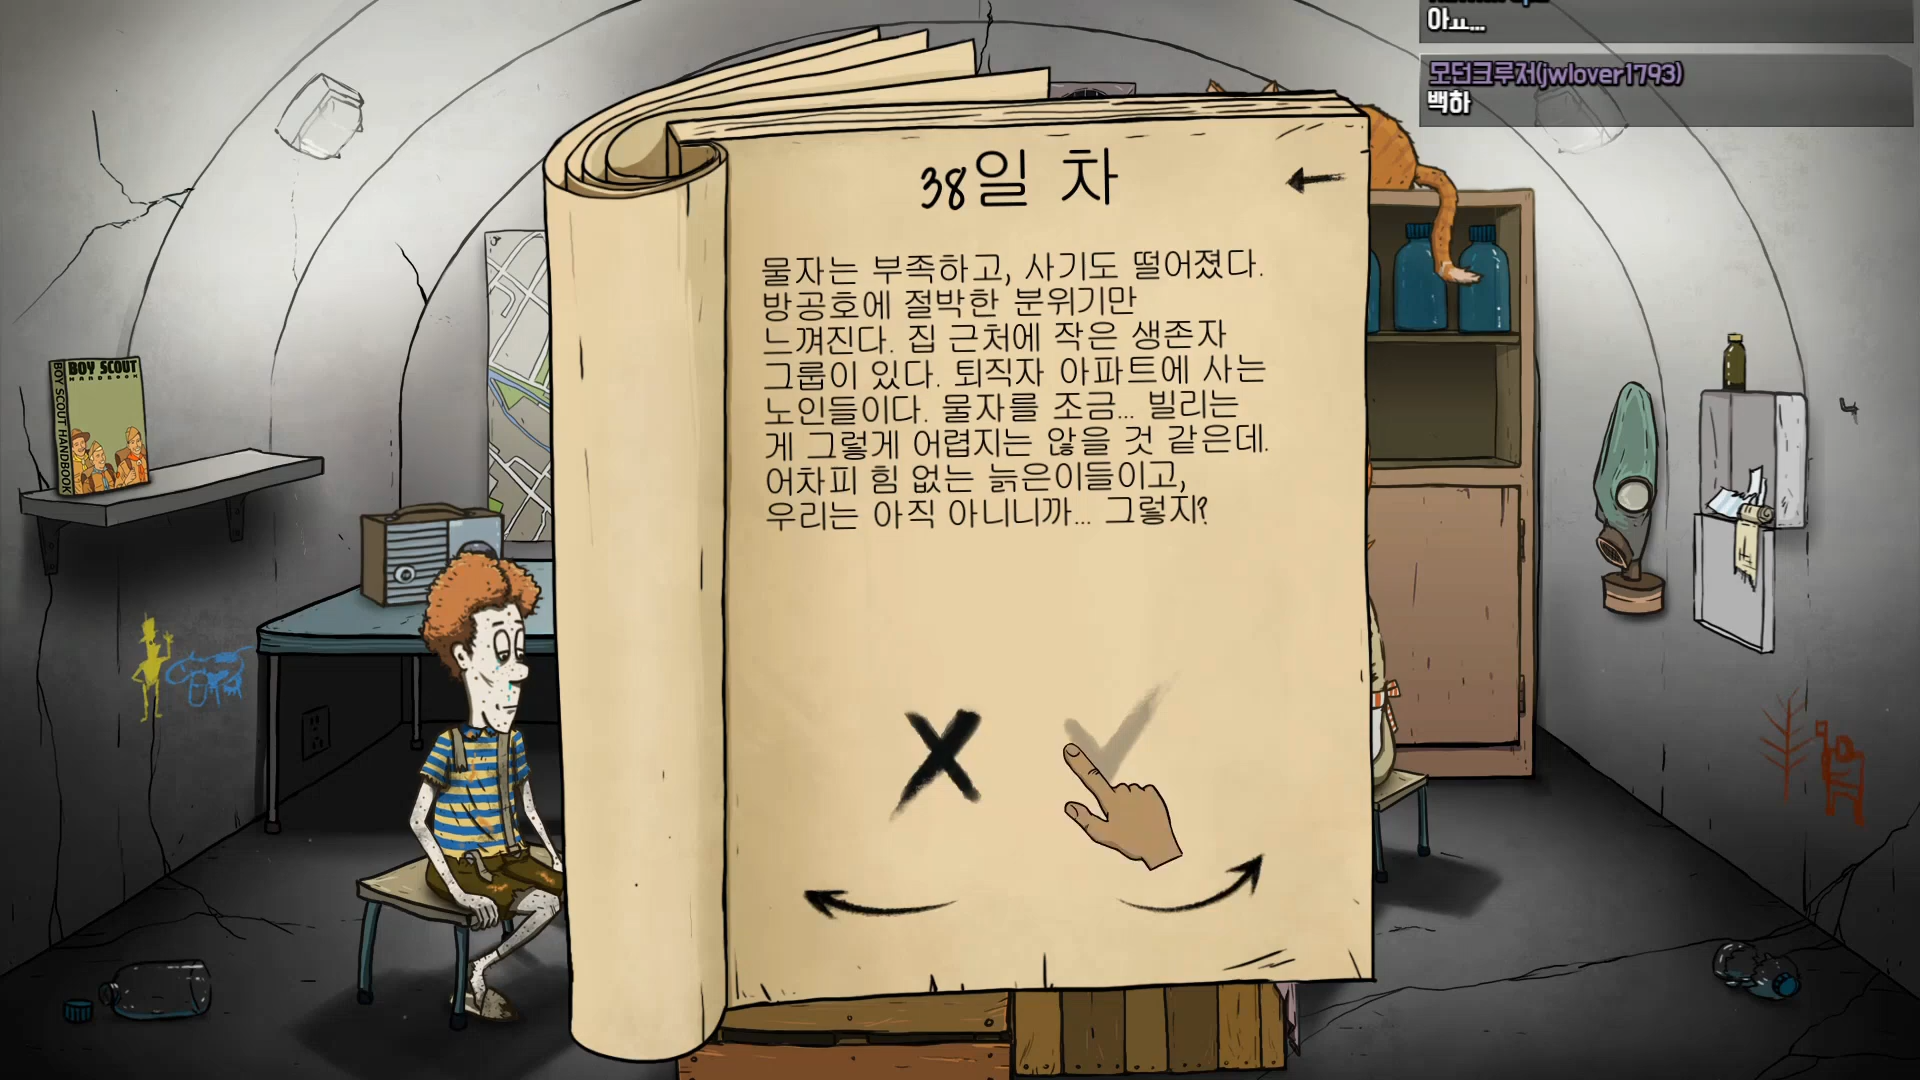 아ㅛ...
모던크루저(jwlover1793)
백하
38일 차
물자는 부족하고, 사기도 떨어졌다.
방공호에 절박한 분위기만
느껴진다. 집 근처에 작은 생존자
그룹이 있다. 퇴직자 아파트에 사는
노인들이다. 물자를 조금... 빌리는
게 그렇게 어렵지는 않을 것 같은데.
어차피 힘 없는 늙은이들이고,
우리는 아직 아니니까... 그렇지?
BOY SCOUT
HANDBOOK
BOY SCOUT HANDBOOK